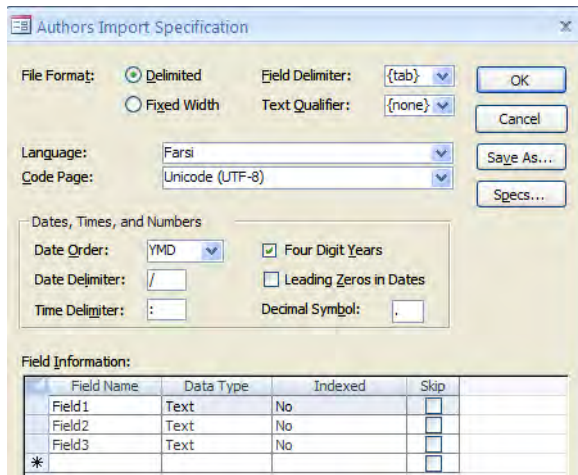 Authors Import Specification
File Format: Delimited Field Delimiter: {tab} OK
Fixed Width Text Qualifier: {none} Cancel
Language: Farsi Save As...
Code Page: Unicode (UTF-8) Specs...
Dates, Times, and Numbers
Date Order: YMD Four Digit Years
Date Delimiter: / Leading Zeros in Dates
Time Delimiter: : Decimal Symbol: .
Field Information:
Field Name Data Type Indexed Skip
Field1 Text No
Field2 Text No
Field3 Text No
*